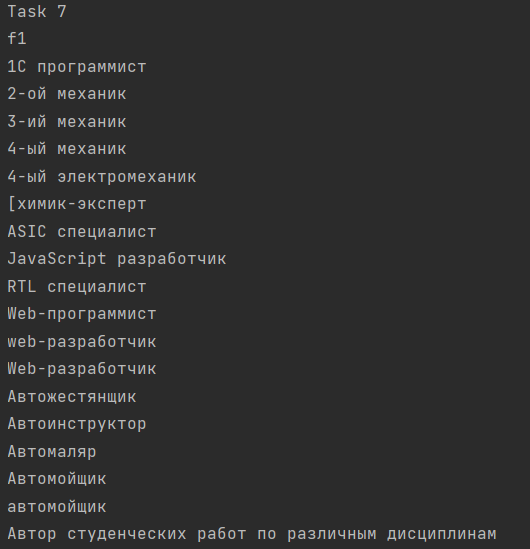 Task 7
f1
1C программист
2-ой механик
3-ий механик
4-ый механик
4-ый электромеханик
[химик-эксперт
ASIC специалист
JavaScript разработчик
RTL специалист
Web-программист
web-разработчик
Web-разработчик
Автожестянщик
Автоинструктор
Автомаляр
Автомойщик
автомойщик
Автор студенческих работ по различным дисциплинам